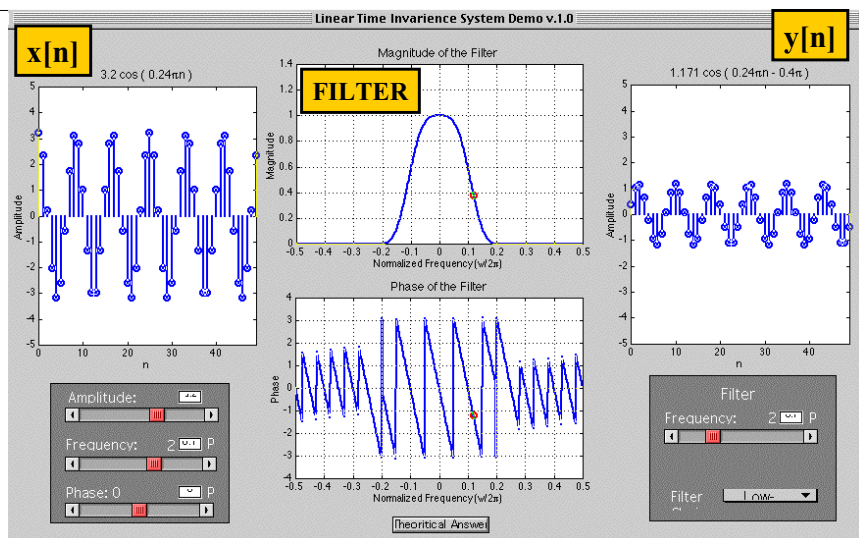 Linear Time Invarience System Demo v.1.0
x[n]
y[n]
FILTER
3.2 cos ( 0.24πn )
Amplitude
5
4
3
2
1
0
-1
-2
-3
-4
-5
0 10 20 30 40
n
Magnitude of the Filter
Magnitude
1.4
1.2
1
0.8
0.6
0.4
0.2
0
-0.5 -0.4 -0.3 -0.2 -0.1 0 0.1 0.2 0.3 0.4 0.5
Normalized Frequency(w/2π)
Phase of the Filter
Phase
4
3
2
1
0
-1
-2
-3
-4
-0.5 -0.4 -0.3 -0.2 -0.1 0 0.1 0.2 0.3 0.4 0.5
Normalized Frequency(w/2π)
1.171 cos ( 0.24πn - 0.4π )
Amplitude
5
4
3
2
1
0
-1
-2
-3
-4
-5
0 10 20 30 40
n
Amplitude:
Frequency: 2 P
Phase: 0 P
Theoritical Answer
Filter
Frequency: 2 P
Filter Low-